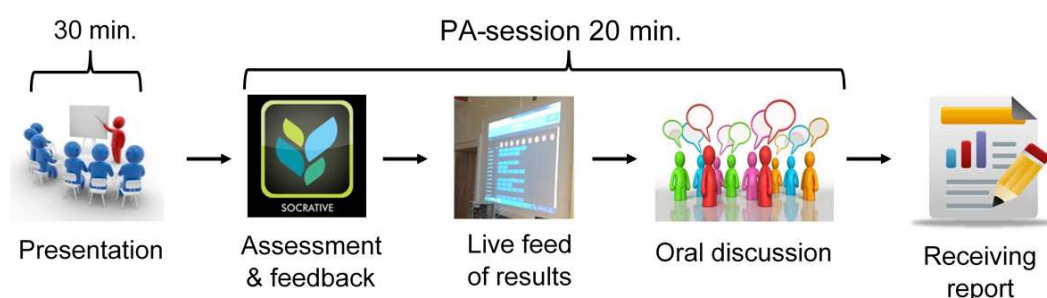 30 min.
PA-session 20 min.
SOCRATIVE
Presentation
Assessment
& feedback
Live feed
of results
Oral discussion
Receiving
report